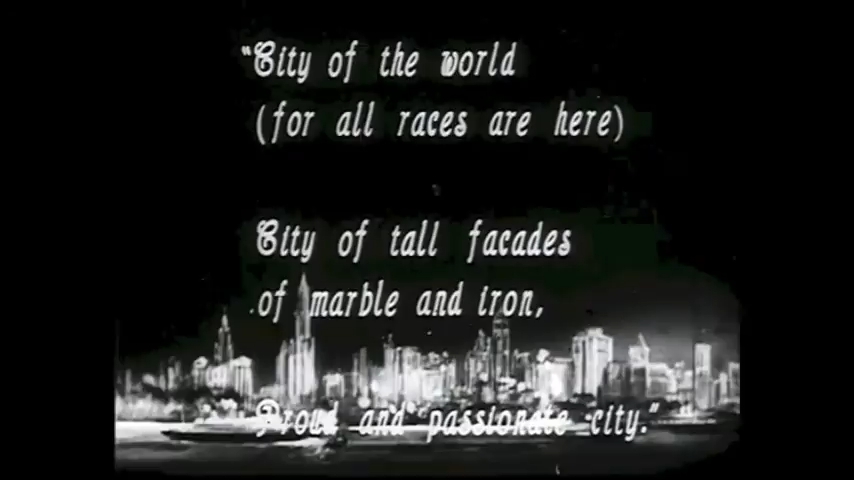 "City of the world
(for all races are here)
City of tall facades
of marble and iron,
Proud and passionate city."